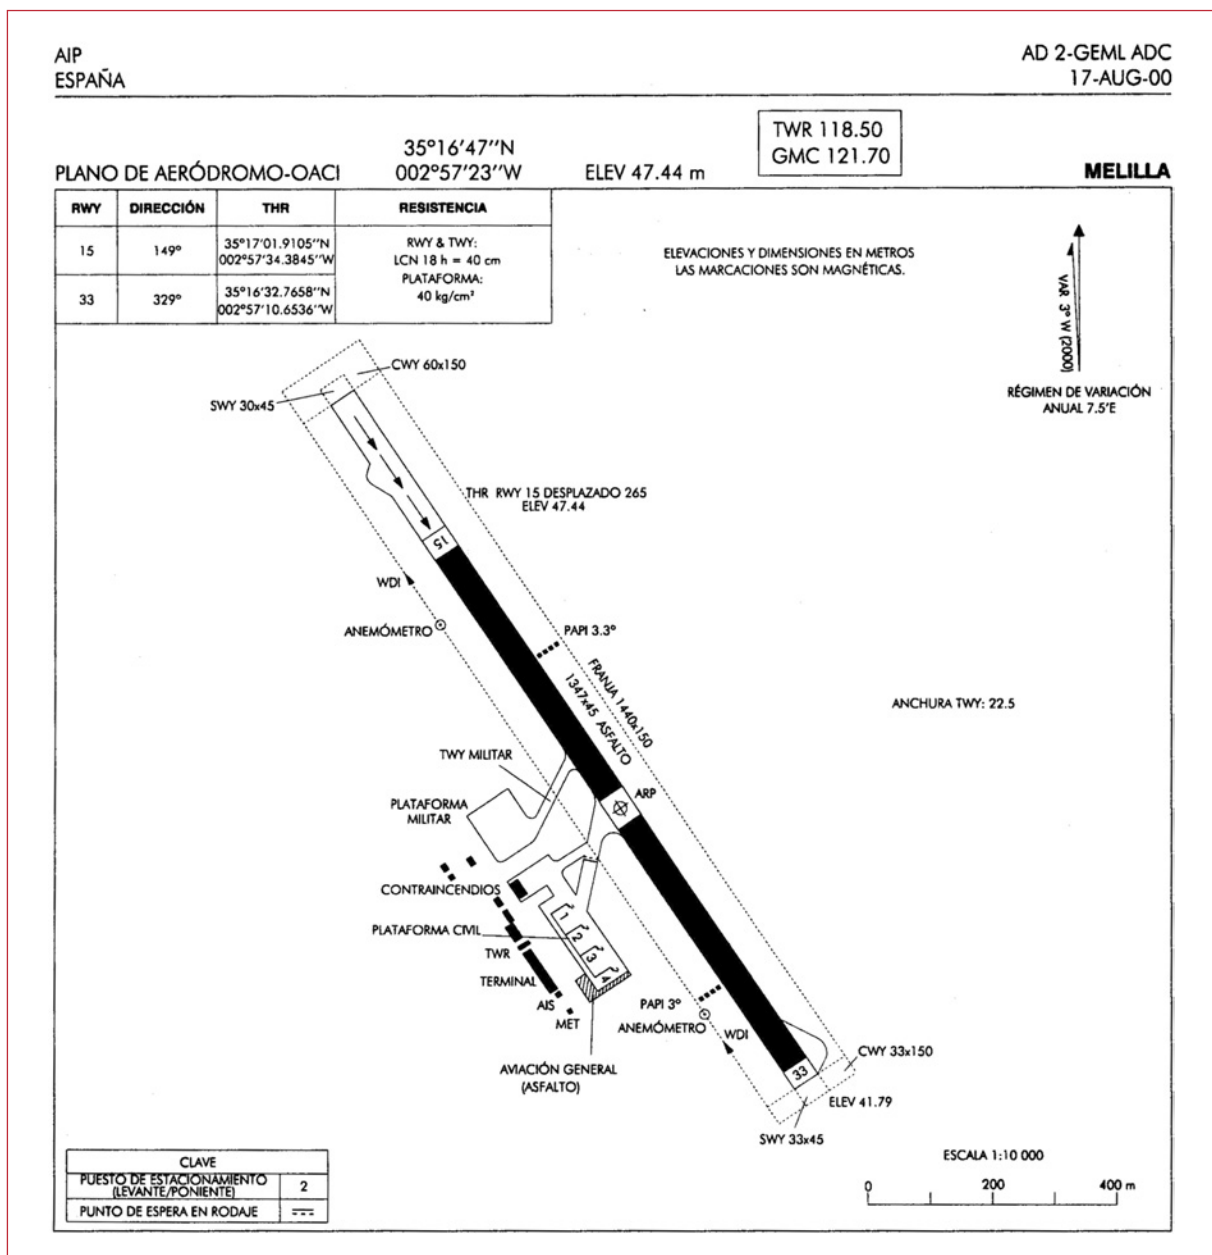 AIP
ESPAÑA
AD 2-GEML ADC
17-AUG-00
TWR 118.50
GMC 121.70
PLANO DE AERÓDROMO-OACI
35°16'47''N
002°57'23''W
ELEV 47.44 m
MELILLA
RWY DIRECCIÓN THR RESISTENCIA
15 149° 35°17'01.9105''N
002°57'34.3845''W
33 329° 35°16'32.7658''N
002°57'10.6536''W
RWY & TWY:
LCN 18 h = 40 cm
PLATAFORMA:
40 kg/cm²
ELEVACIONES Y DIMENSIONES EN METROS
LAS MARCACIONES SON MAGNÉTICAS.
VAR 3° W (2000)
RÉGIMEN DE VARIACIÓN
ANUAL 7.5'E
CWY 60x150
SWY 30x45
THR RWY 15 DESPLAZADO 265
ELEV 47.44
15
WDI
ANEMÓMETRO
PAPI 3.3°
FRANJA 1440x150
1347x45 ASFALTO
ANCHURA TWY: 22.5
TWY MILITAR
ARP
PLATAFORMA
MILITAR
CONTRAINCENDIOS
PLATAFORMA CIVIL
1
2
3
4
TWR
TERMINAL
AIS
MET
PAPI 3°
ANEMÓMETRO
WDI
AVIACIÓN GENERAL
(ASFALTO)
33
CWY 33x150
ELEV 41.79
SWY 33x45
CLAVE
PUESTO DE ESTACIONAMIENTO
(LEVANTE/PONIENTE) 2
PUNTO DE ESPERA EN RODAJE
ESCALA 1:10 000
0 200 400 m